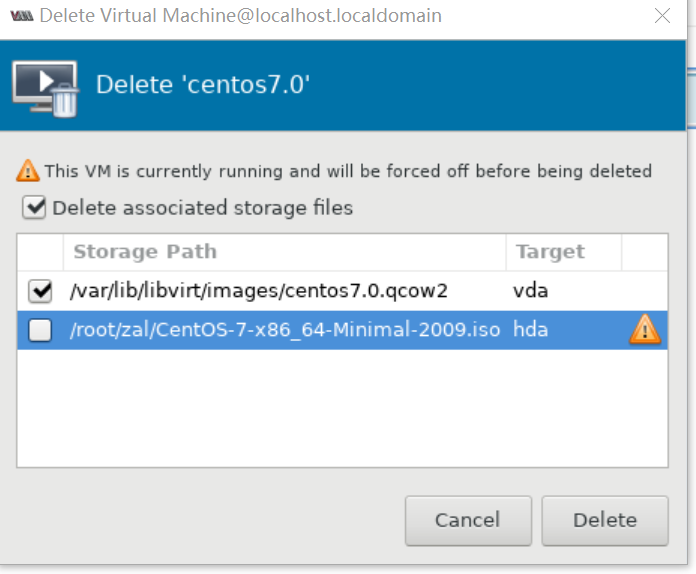 Delete Virtual Machine@localhost.localdomain
Delete 'centos7.0'
This VM is currently running and will be forced off before being deleted
Delete associated storage files
Storage Path Target
/var/lib/libvirt/images/centos7.0.qcow2 vda
/root/zal/CentOS-7-x86_64-Minimal-2009.iso hda
Cancel Delete